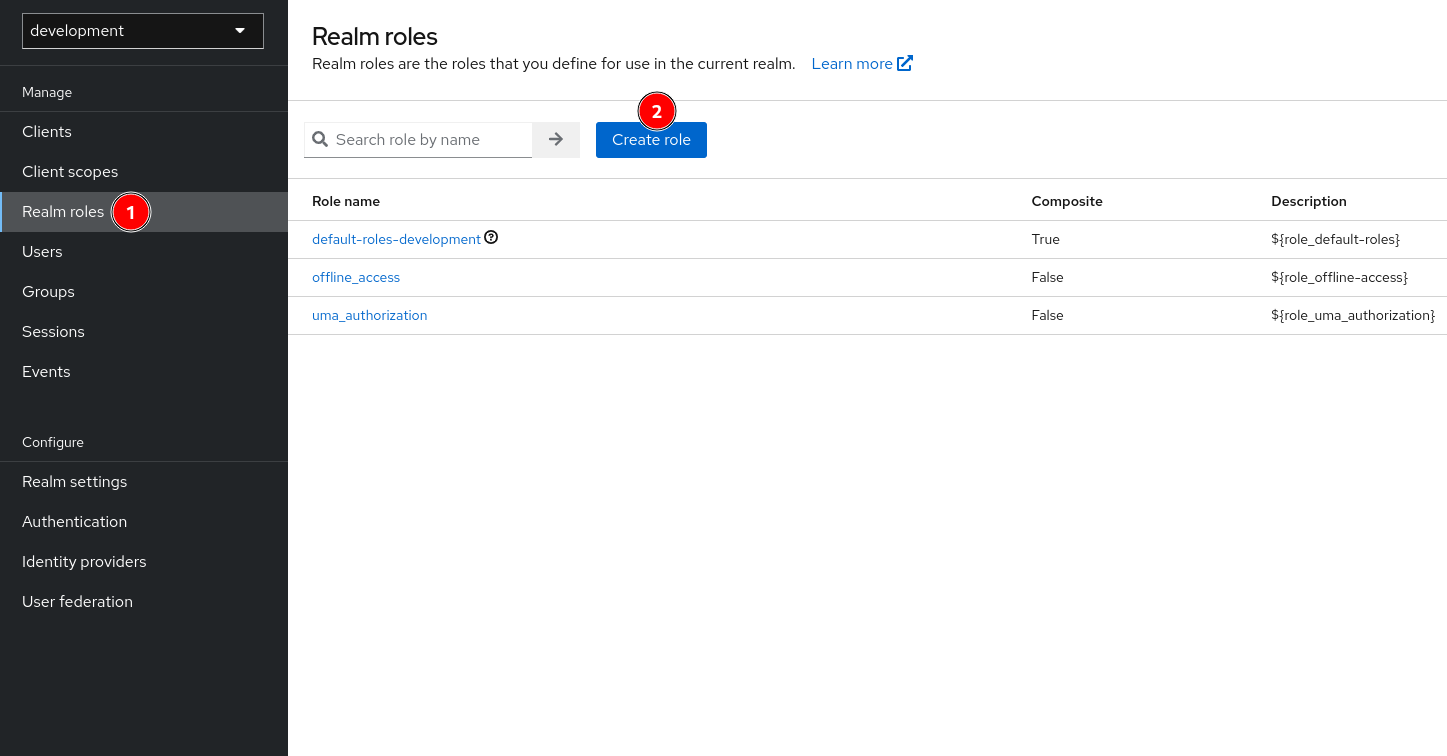 development
Manage
Clients
Client scopes
Realm roles 1
Users
Groups
Sessions
Events
Configure
Realm settings
Authentication
Identity providers
User federation
Realm roles
Realm roles are the roles that you define for use in the current realm. Learn more
2
Search role by name Create role
Role name Composite Description
default-roles-development True ${role_default-roles}
offline_access False ${role_offline-access}
uma_authorization False ${role_uma_authorization}